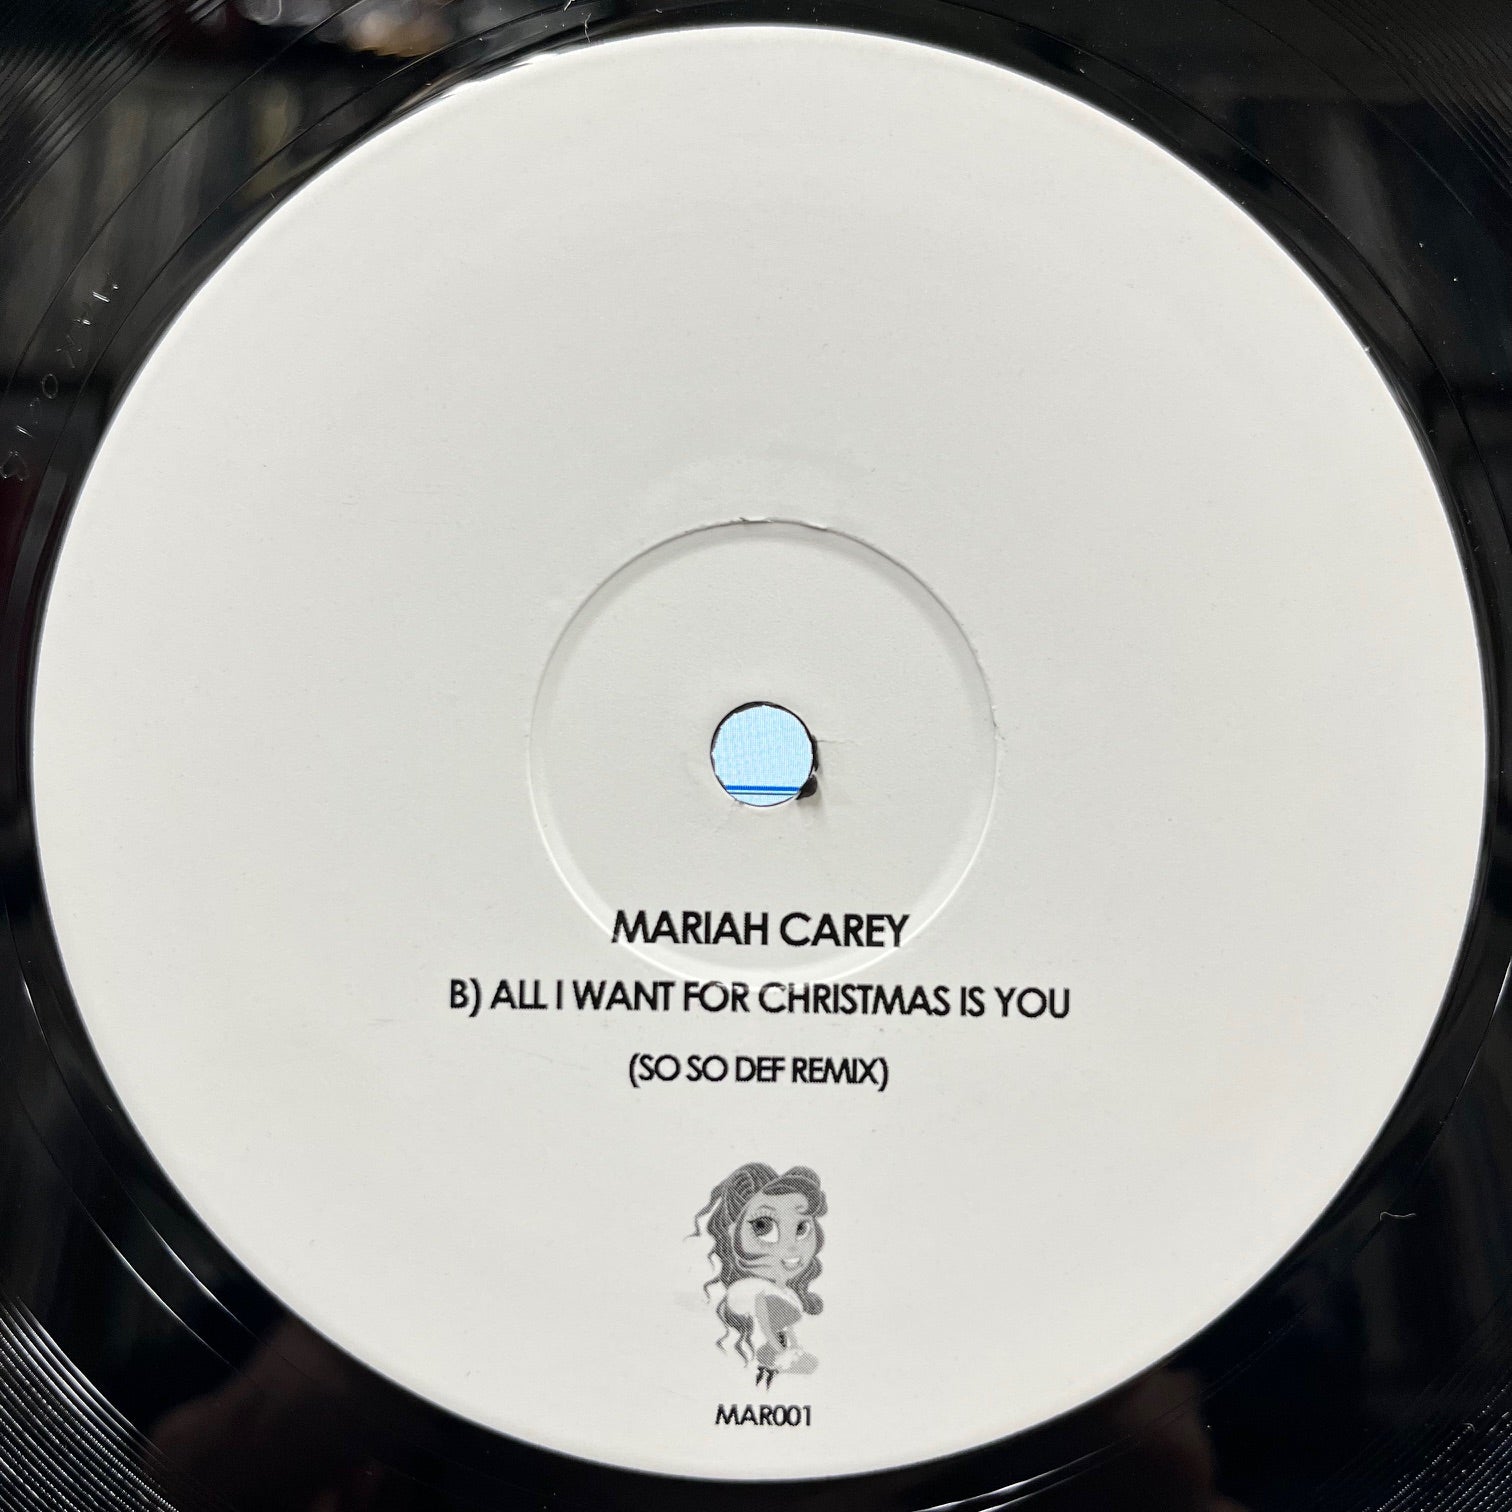 MARIAH CAREY
B) ALL I WANT FOR CHRISTMAS IS YOU
(SO SO DEF REMIX)
MAR001